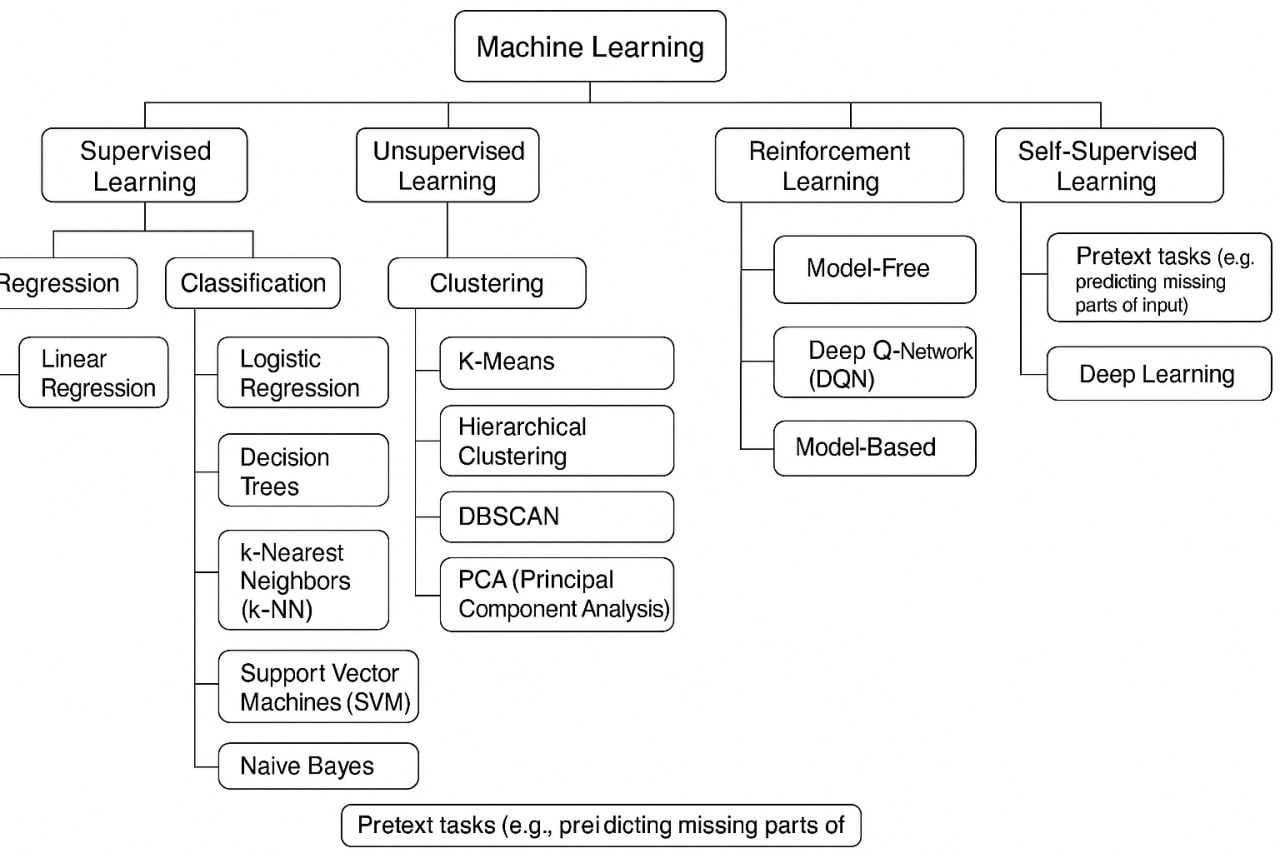 Machine Learning
Supervised
Learning
Unsupervised
Learning
Reinforcement
Learning
Self-Supervised
Learning
Regression
Classification
Linear
Regression
Logistic
Regression
Decision
Trees
k-Nearest
Neighbors
(k-NN)
Support Vector
Machines (SVM)
Naive Bayes
Clustering
K-Means
Hierarchical
Clustering
DBSCAN
PCA (Principal
Component Analysis)
Model-Free
Deep Q-Network
(DQN)
Model-Based
Pretext tasks (e.g.
predicting missing
parts of input)
Deep Learning
Pretext tasks (e.g., prei dicting missing parts of